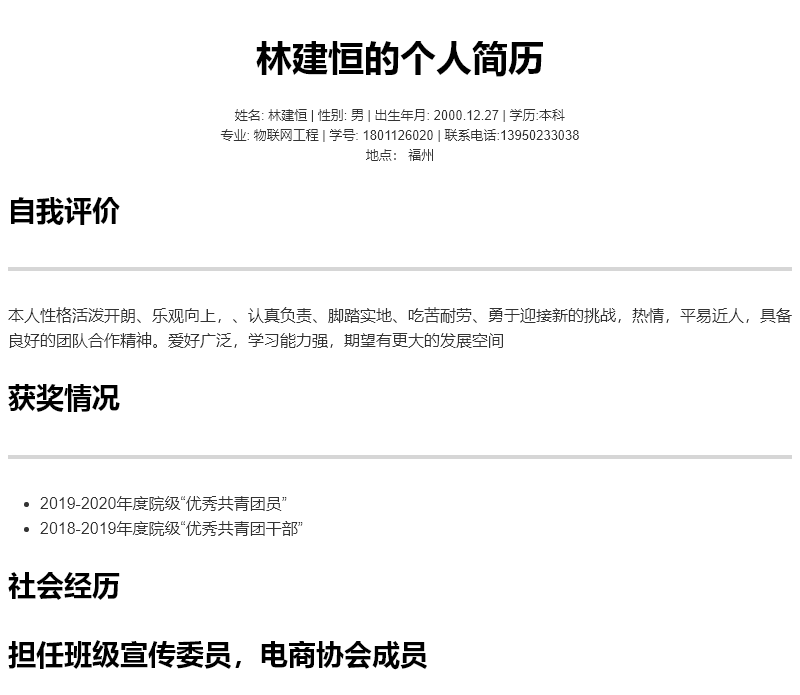 林建恒的个人简历
姓名: 林建恒 | 性别: 男 | 出生年月: 2000.12.27 | 学历:本科
专业: 物联网工程 | 学号: 1801126020 | 联系电话:13950233038
地点： 福州
自我评价
本人性格活泼开朗、乐观向上，、认真负责、脚踏实地、吃苦耐劳、勇于迎接新的挑战，热情，平易近人，具备
良好的团队合作精神。爱好广泛，学习能力强，期望有更大的发展空间
获奖情况
• 2019-2020年度院级“优秀共青团员”
• 2018-2019年度院级“优秀共青团干部”
社会经历
担任班级宣传委员，电商协会成员